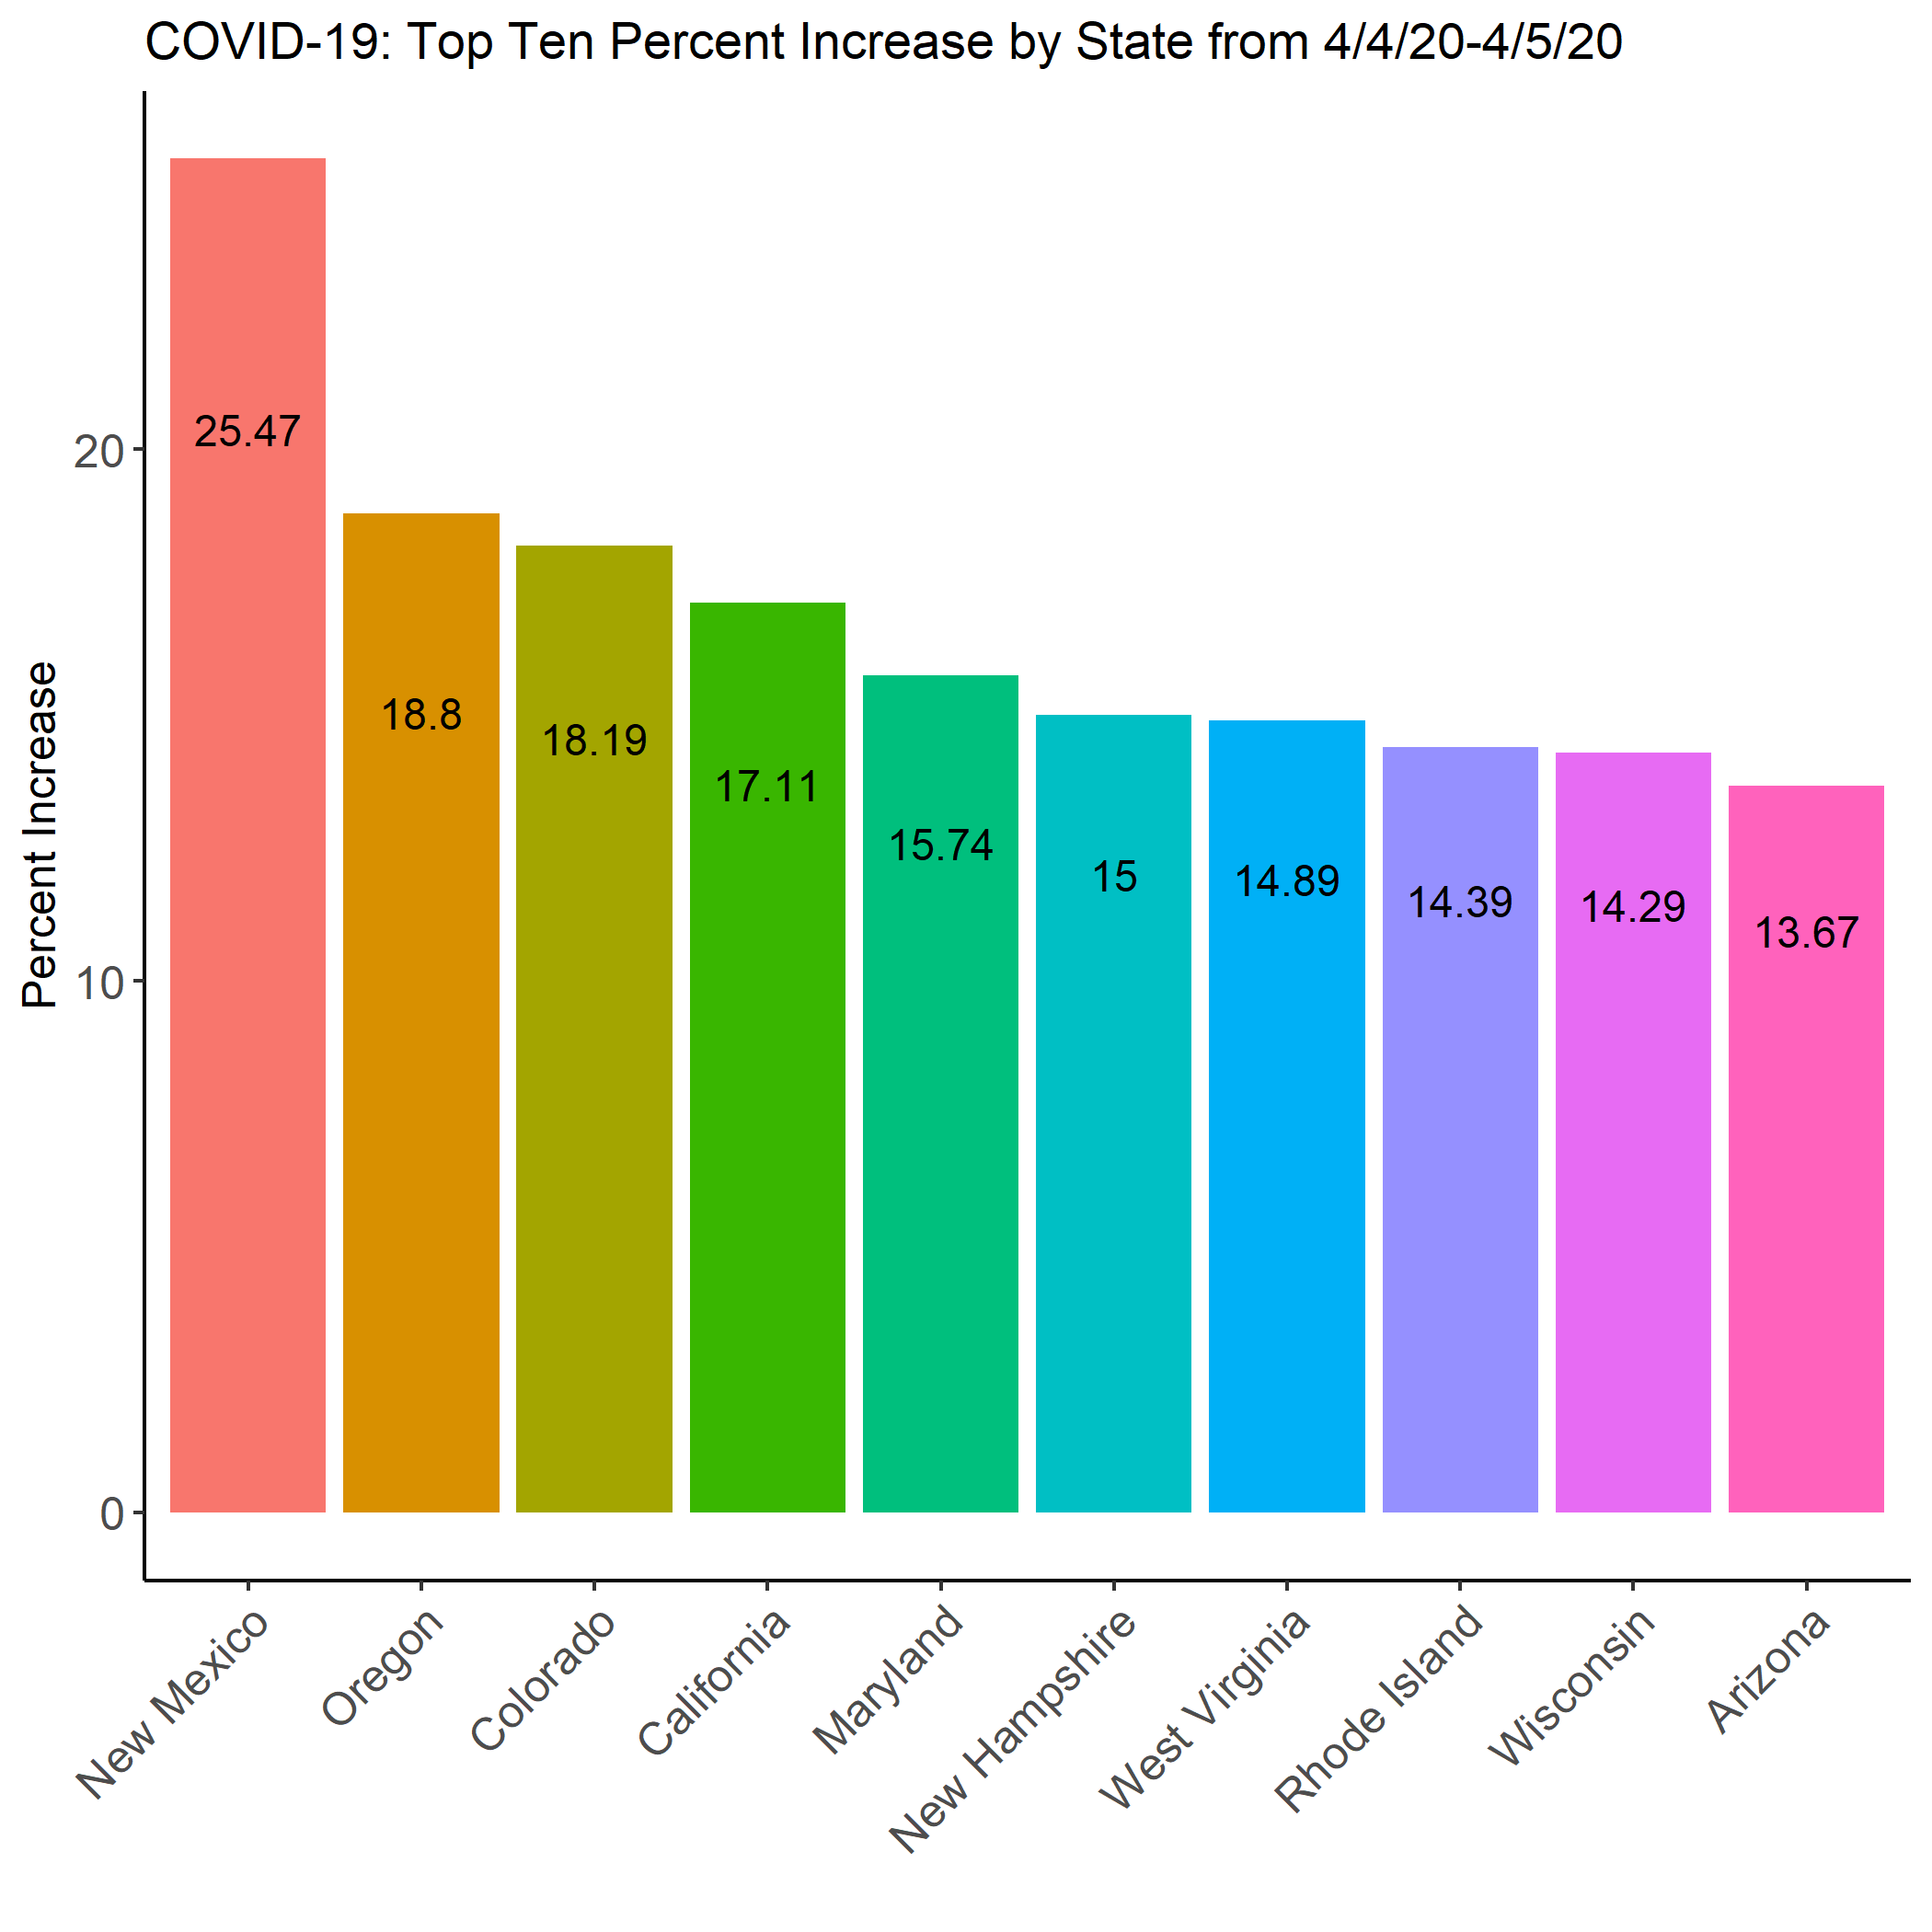 COVID-19: Top Ten Percent Increase by State from 4/4/20-4/5/20
Percent Increase
20
10
0
25.47
18.8
18.19
17.11
15.74
15
14.89
14.39
14.29
13.67
New Mexico
Oregon
Colorado
California
Maryland
New Hampshire
West Virginia
Rhode Island
Wisconsin
Arizona